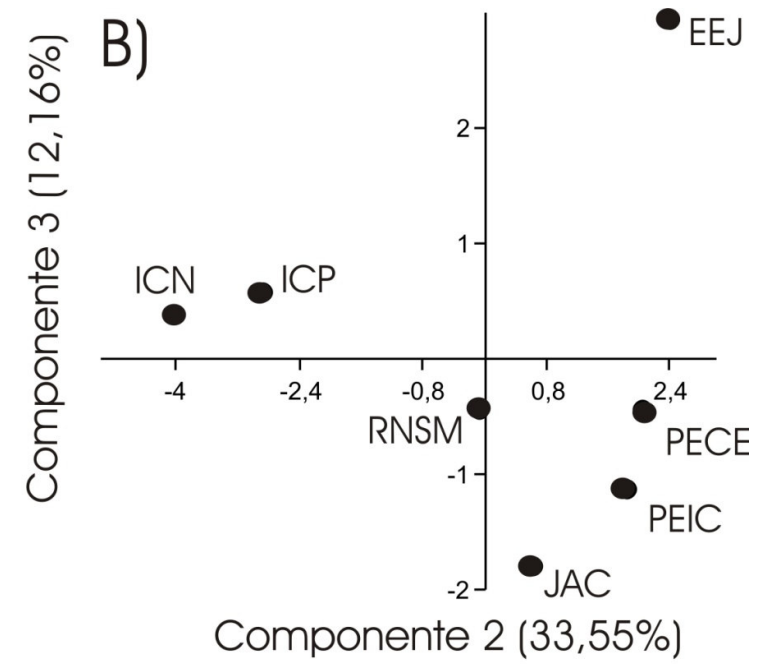 B)
EEJ
Componente 3 (12,16%)
2
1
ICN
ICP
-4
-2,4
-0,8
0,8
2,4
RNSM
PECE
-1
PEIC
JAC
-2
Componente 2 (33,55%)